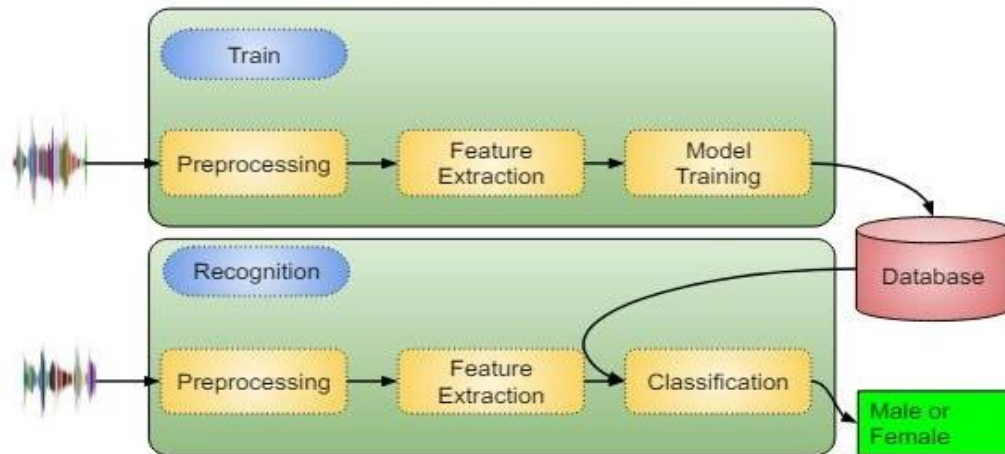 Train
Preprocessing
Feature
Extraction
Model
Training
Database
Recognition
Preprocessing
Feature
Extraction
Classification
Male or
Female